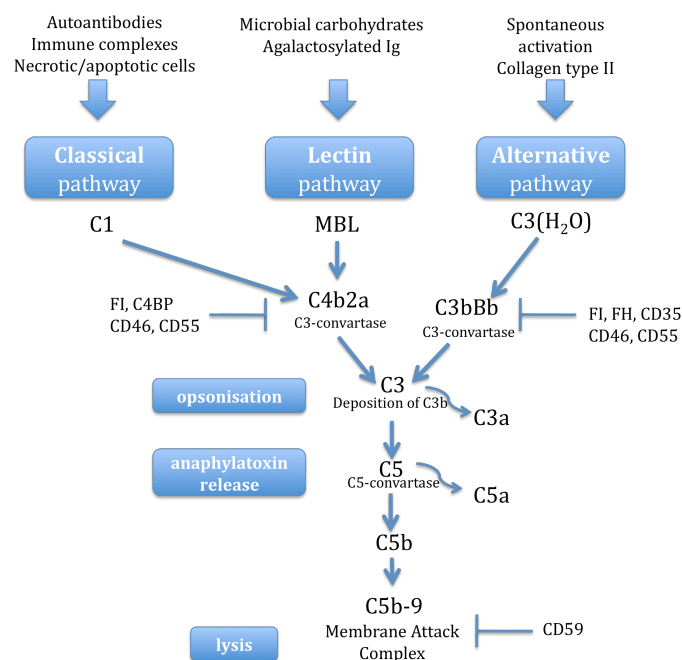 Autoantibodies
Immune complexes
Necrotic/apoptotic cells
Microbial carbohydrates
Agalactosylated Ig
Spontaneous
activation
Collagen type II
Classical
pathway
Lectin
pathway
Alternative
pathway
C1
MBL
C3(H₂O)
C4b2a
C3-convartase
C3bBb
C3-convartase
FI, C4BP
CD46, CD55
FI, FH, CD35
CD46, CD55
opsonisation
C3
Deposition of C3b
C3a
anaphylatoxin
release
C5
C5-convartase
C5a
C5b
C5b-9
Membrane Attack
Complex
CD59
lysis